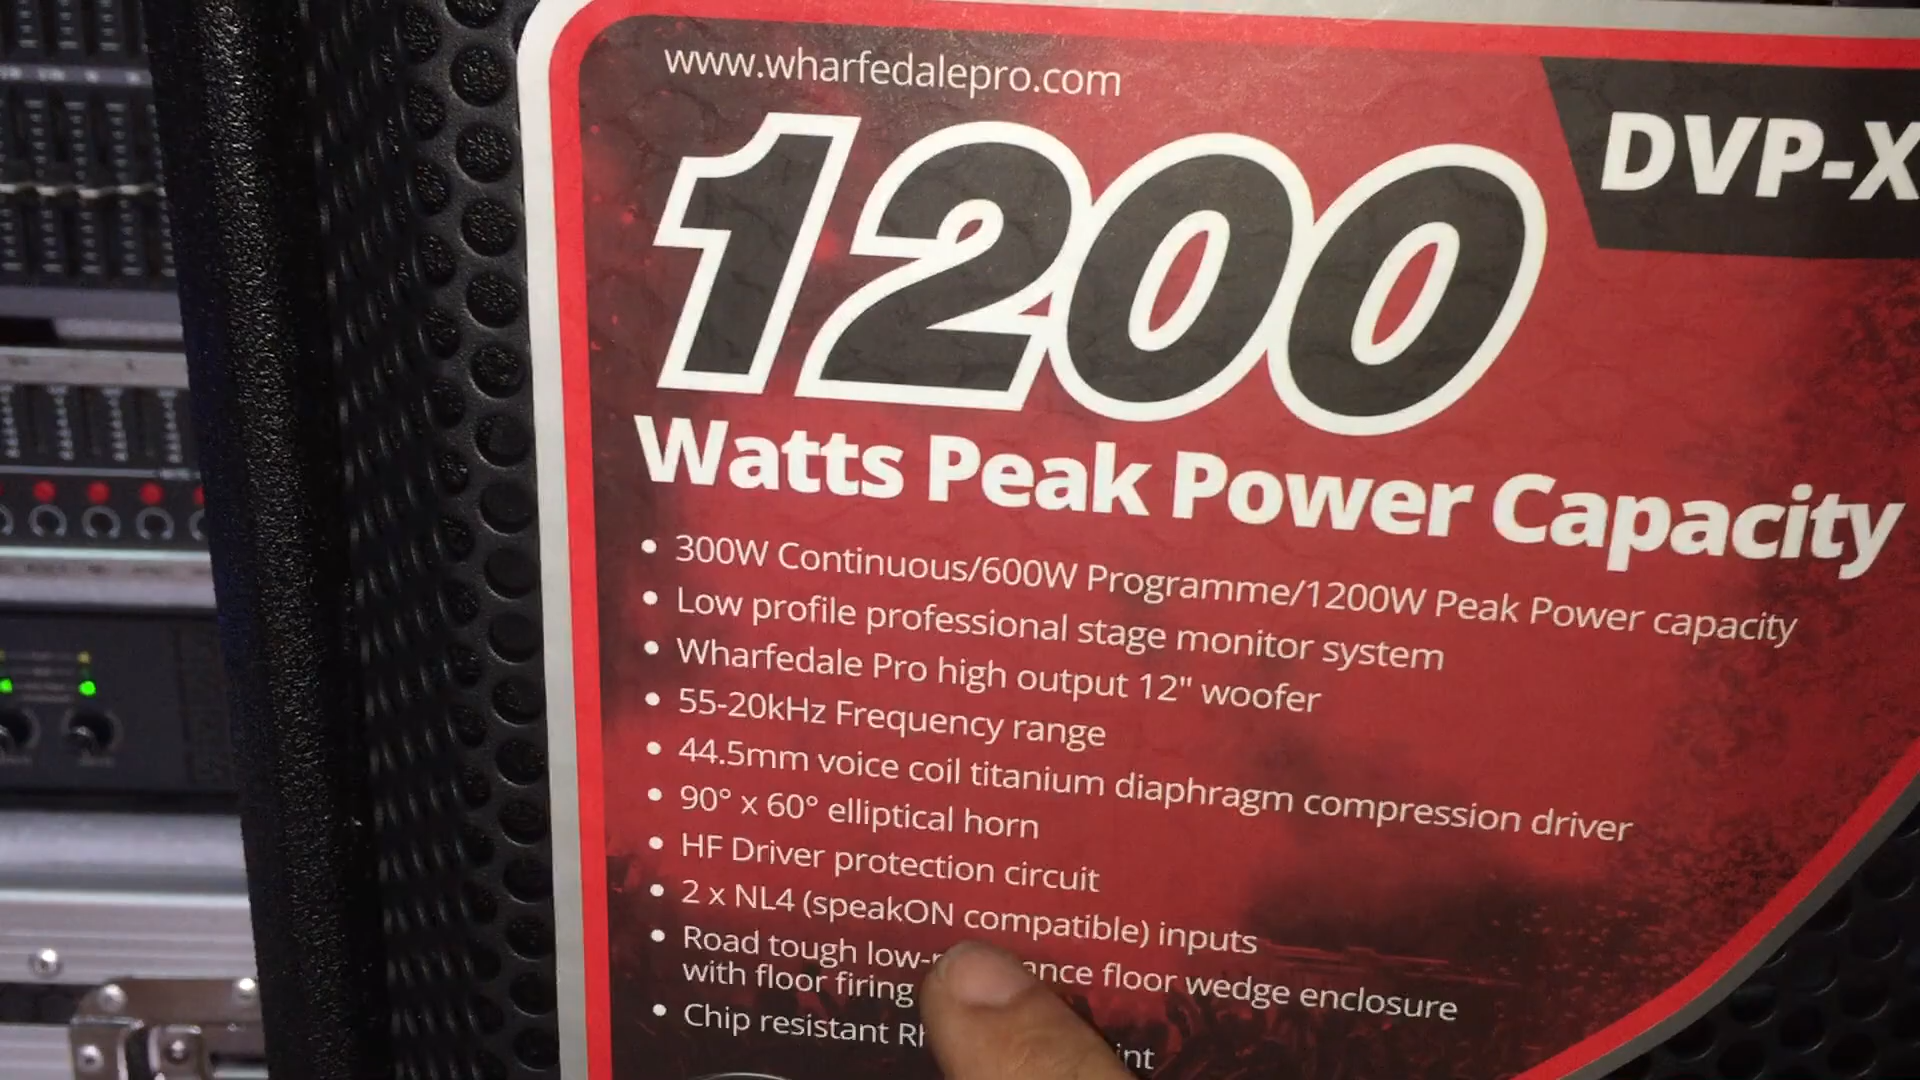 www.wharfedalepro.com
DVP-X
1200
Watts Peak Power Capacity
• 300W Continuous/600W Programme/1200W Peak Power capacity
• Low profile professional stage monitor system
• Wharfedale Pro high output 12" woofer
• 55-20kHz Frequency range
• 44.5mm voice coil titanium diaphragm compression driver
• 90° x 60° elliptical horn
• HF Driver protection circuit
• 2 x NL4 (speakON compatible) inputs
• Road tough floor wedge enclosure
with floor firing
• Chip resistant